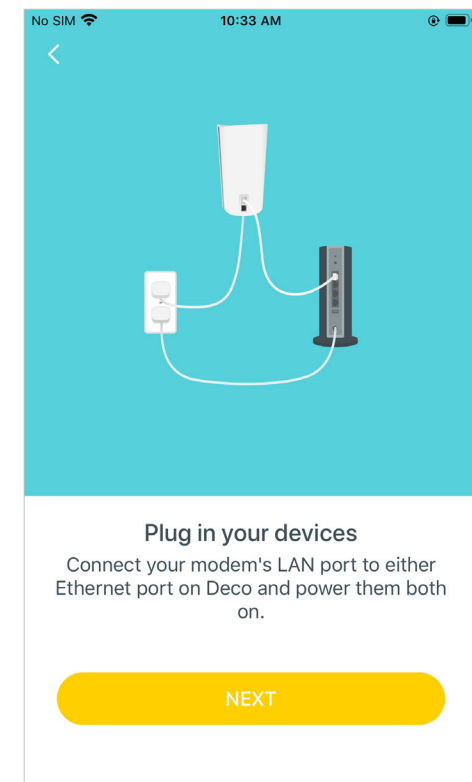 No SIM 10:33 AM
Plug in your devices
Connect your modem's LAN port to either
Ethernet port on Deco and power them both
on.
NEXT